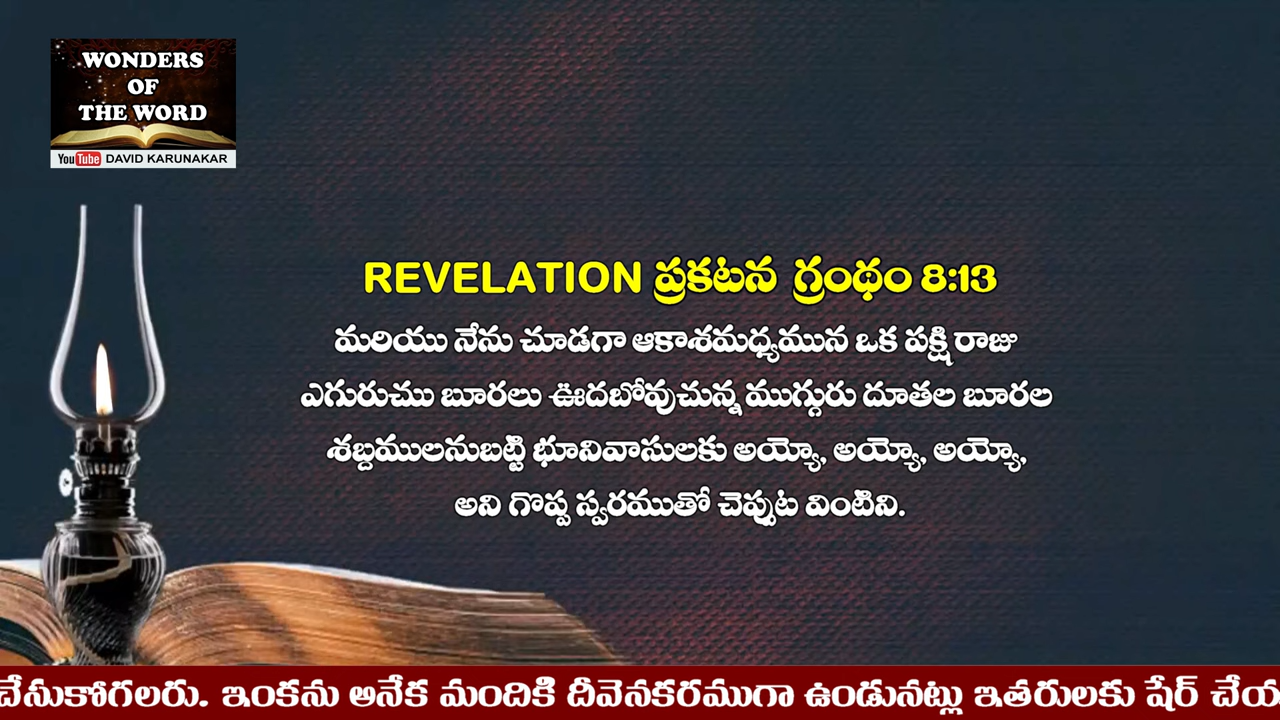 WONDERS
OF
THE WORD
YouTube DAVID KARUNAKAR
REVELATION ప్రకటన గ్రంథం 8:13
మరియు నేను చూడగా ఆకాశమధ్యమున ఒక పక్షి రాజు
ఎగురుచు బూరలు ఊదబోవుచున్న ముగ్గురు దూతల బూరల
శబ్దములనుబట్టి భూనివాసులకు అయ్యో, అయ్యో, అయ్యో,
అని గొప్ప స్వరముతో చెప్పుట వింటిని.
చేసుకోగలరు. ఇంకను అనేక మందికి దీవెనకరముగా ఉండునట్లు ఇతరులకు షేర్ చేయ